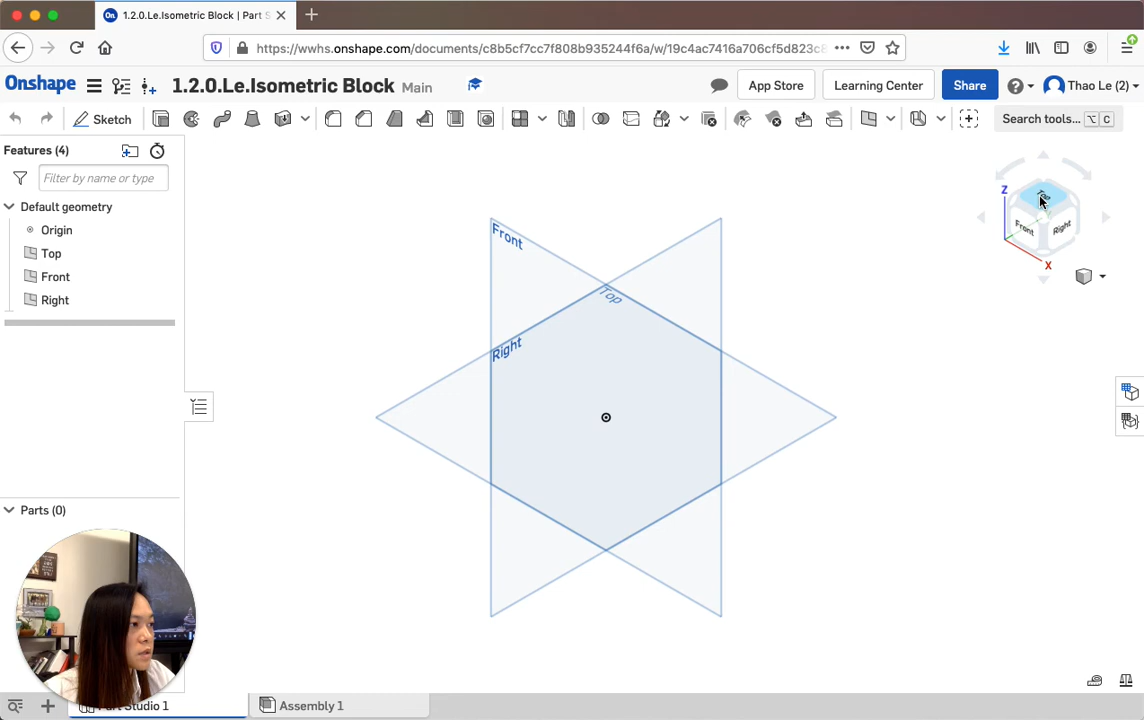 1.2.0.Le.Isometric Block | Part S
https://wwhs.onshape.com/documents/c8b5cf7cc7f808b935244f6a/w/19c4ac7416a706cf5d823c8
Onshape
1.2.0.Le.Isometric Block Main
App Store
Learning Center
Share
Thao Le (2)
Sketch
Search tools... ⌥ C
Features (4)
Filter by name or type
Default geometry
Origin
Top
Front
Right
Front
Top
Right
Z
Top
Front
Right
X
Parts (0)
Part Studio 1
Assembly 1